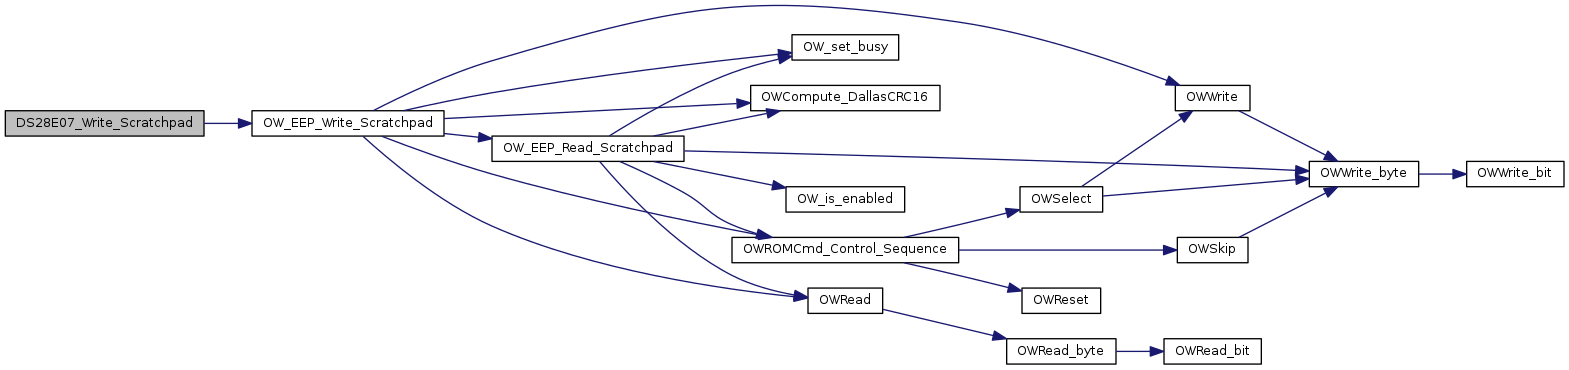 DS28E07_Write_Scratchpad
OW_EEP_Write_Scratchpad
OW_EEP_Read_Scratchpad
OW_set_busy
OWCompute_DallasCRC16
OW_is_enabled
OWROMCmd_Control_Sequence
OWRead
OWSelect
OWReset
OWRead_byte
OWWrite
OWSkip
OWRead_bit
OWWrite_byte
OWWrite_bit